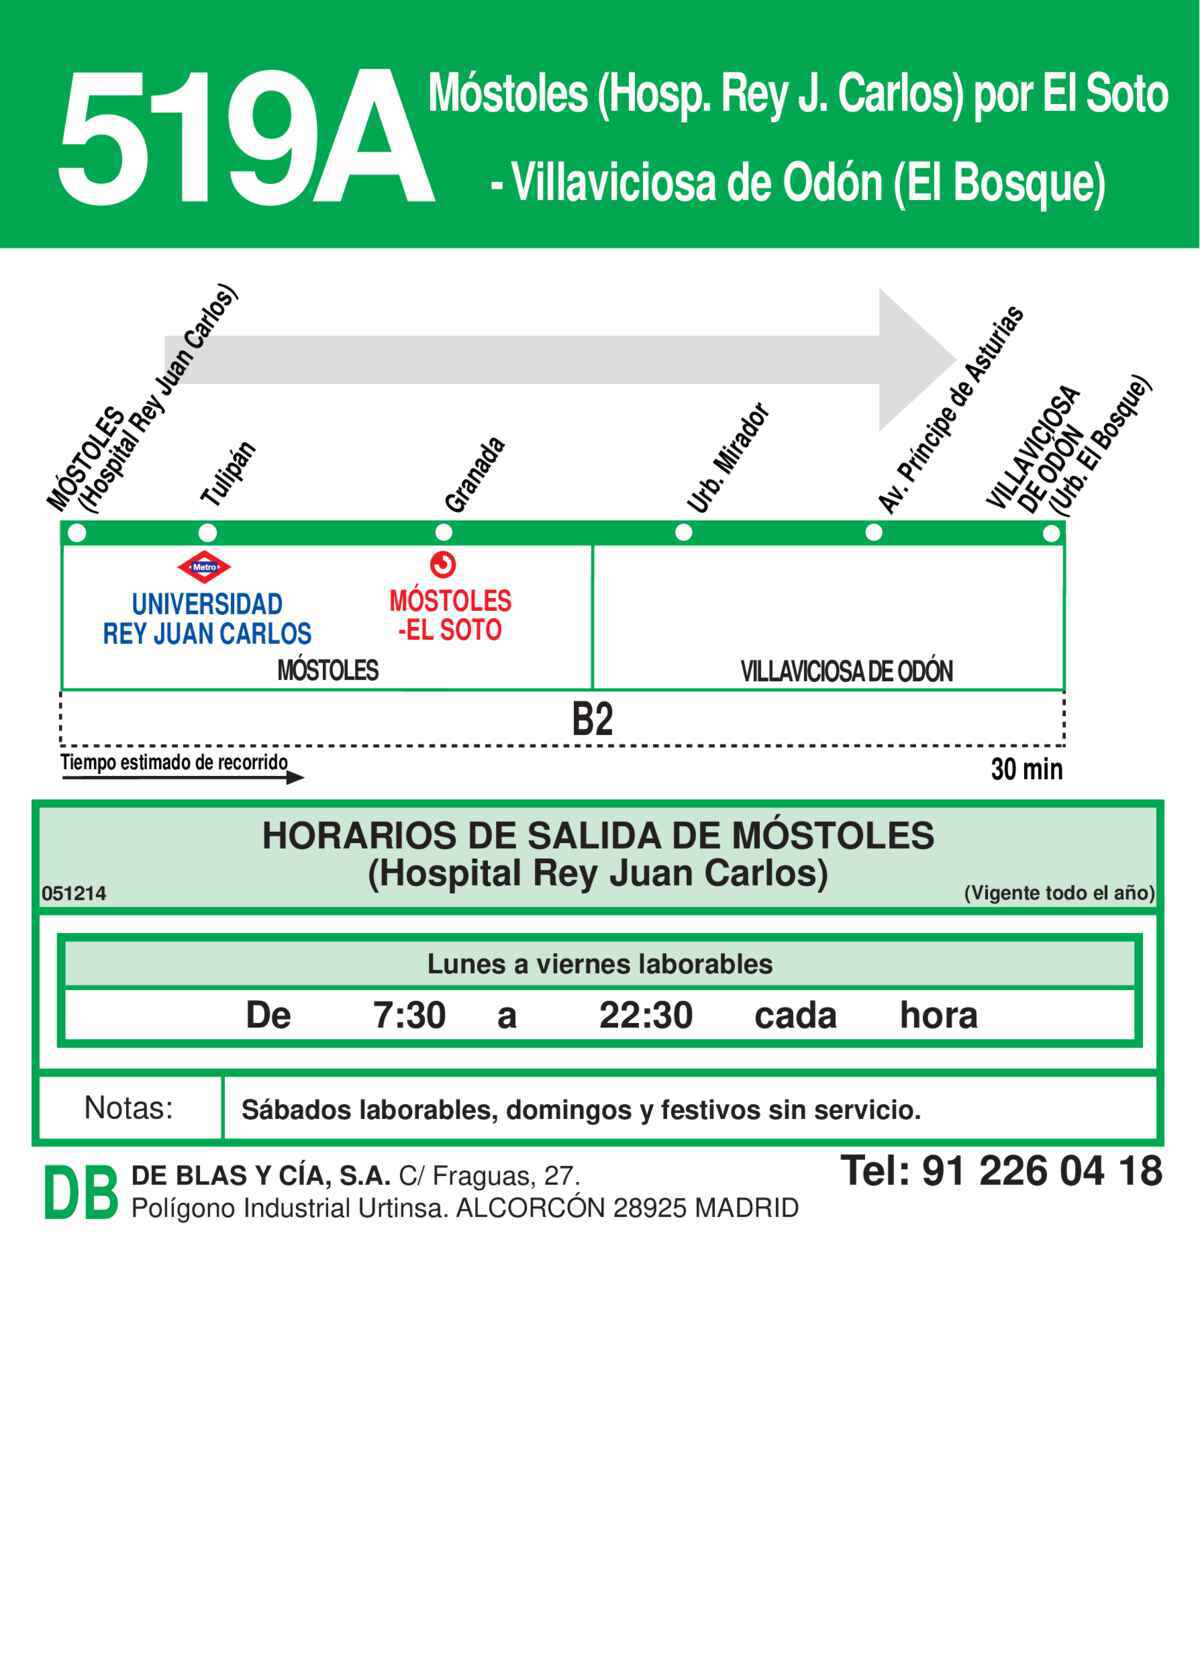 519A
Móstoles (Hosp. Rey J. Carlos) por El Soto
- Villaviciosa de Odón (El Bosque)
MÓSTOLES
(Hospital Rey Juan Carlos)
Tulipán
Granada
Urb. Mirador
Av. Príncipe de Asturias
VILLAVICIOSA
DE ODÓN
(Urb. El Bosque)
Metro
UNIVERSIDAD
REY JUAN CARLOS
MÓSTOLES
-EL SOTO
MÓSTOLES
VILLAVICIOSA DE ODÓN
B2
Tiempo estimado de recorrido
30 min
HORARIOS DE SALIDA DE MÓSTOLES
(Hospital Rey Juan Carlos)
051214
(Vigente todo el año)
Lunes a viernes laborables
De 7:30 a 22:30 cada hora
Notas:
Sábados laborables, domingos y festivos sin servicio.
DB
DE BLAS Y CÍA, S.A. C/ Fraguas, 27.
Polígono Industrial Urtinsa. ALCORCÓN 28925 MADRID
Tel: 91 226 04 18